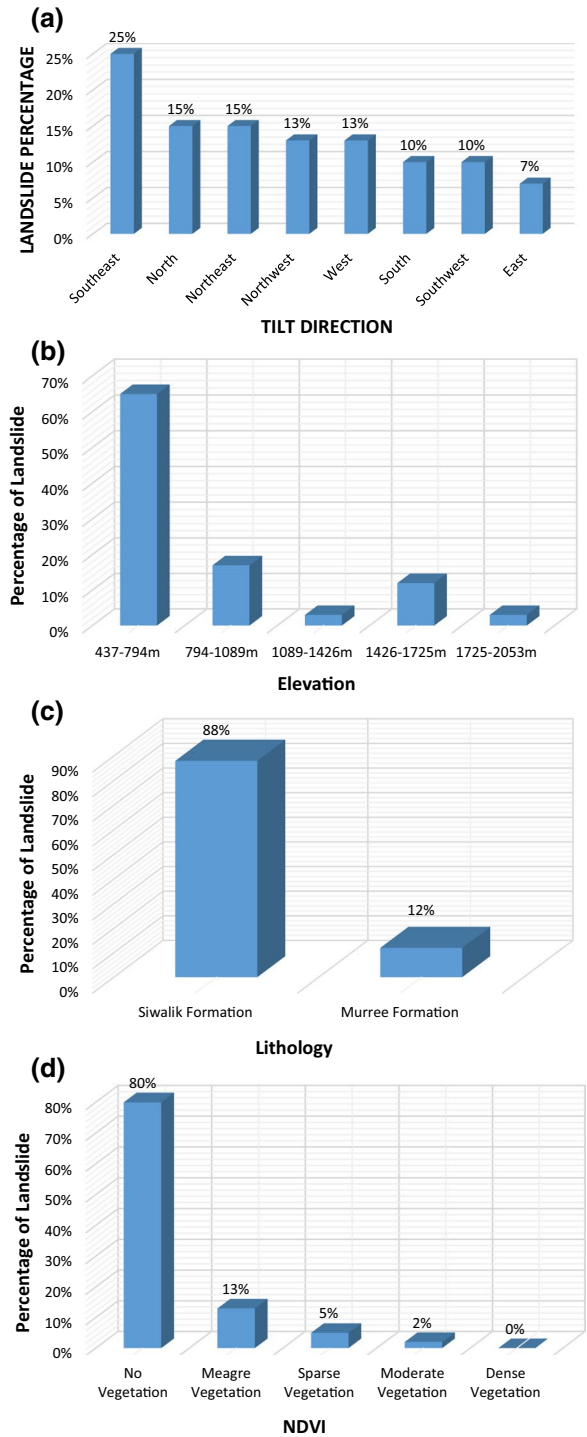 (a)
25%
15%
15%
13%
13%
10%
10%
7%
LANDSLIDE PERCENTAGE
25%
20%
15%
10%
5%
0%
Southeast
North
Northeast
Northwest
West
South
Southwest
East
TILT DIRECTION
(b)
Percentage of Landslide
70%
60%
50%
40%
30%
20%
10%
0%
437-794m
794-1089m
1089-1426m
1426-1725m
1725-2053m
Elevation
(c)
88%
12%
Percentage of Landslide
90%
80%
70%
60%
50%
40%
30%
20%
10%
0%
Siwalik Formation
Murree Formation
Lithology
(d)
80%
13%
5%
2%
0%
Percentage of Landslide
80%
70%
60%
50%
40%
30%
20%
10%
0%
No
Vegetation
Meagre
Vegetation
Sparse
Vegetation
Moderate
Vegetation
Dense
Vegetation
NDVI